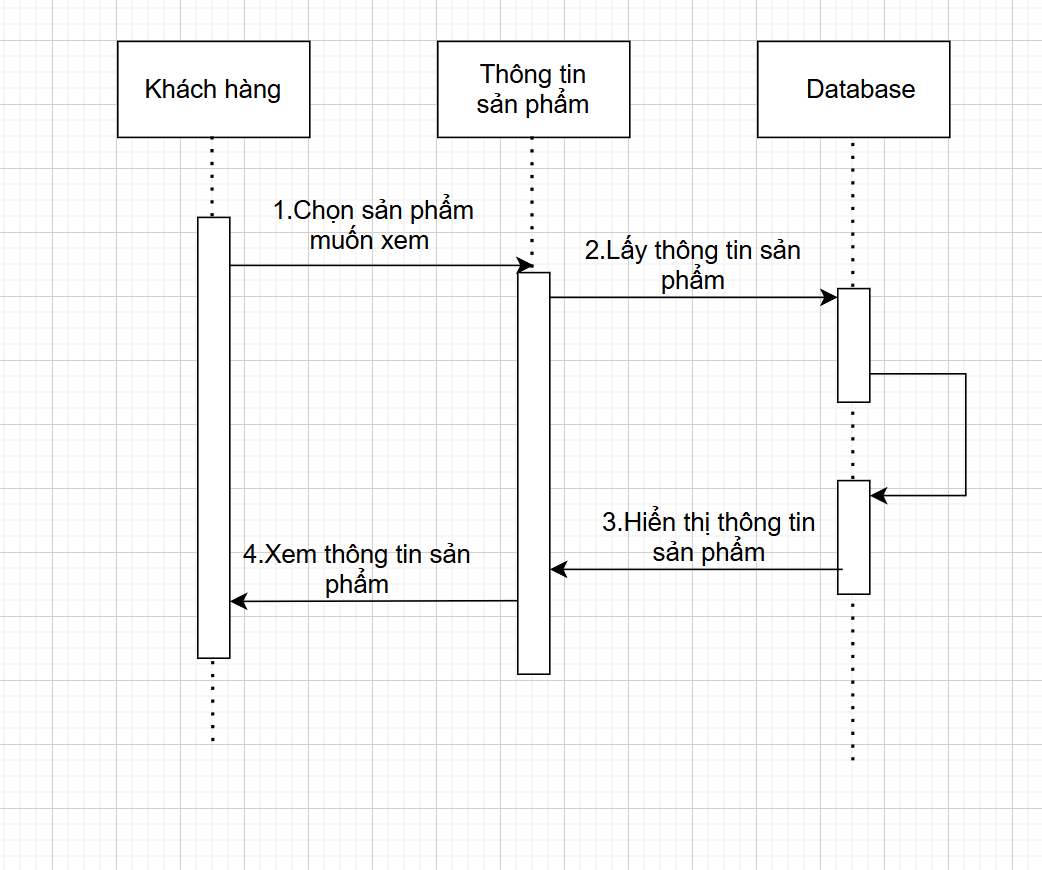 Khách hàng
Thông tin
sản phẩm
Database
1.Chọn sản phẩm
muốn xem
2.Lấy thông tin sản
phẩm
3.Hiển thị thông tin
sản phẩm
4.Xem thông tin sản
phẩm